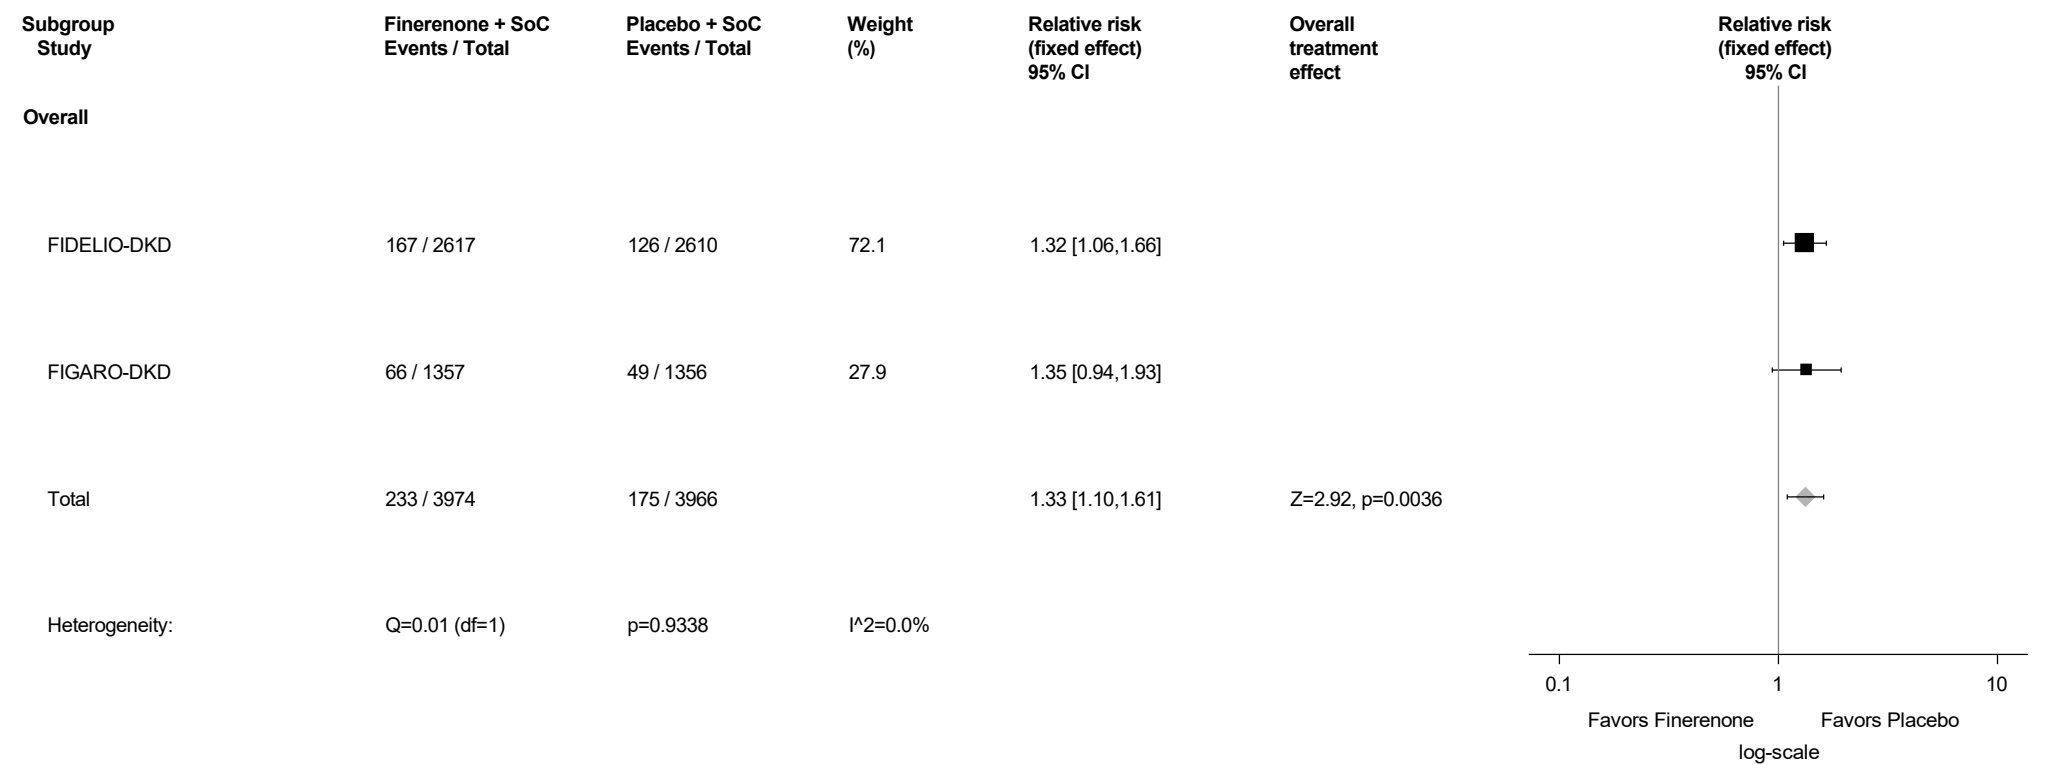 Subgroup Finerenone + SoC Placebo + SoC Weight Relative risk Overall Relative risk
Study Events / Total Events / Total (%) (fixed effect) treatment (fixed effect)
95% CI effect 95% CI
Overall
FIDELIO-DKD 167 / 2617 126 / 2610 72.1 1.32 [1.06,1.66]
FIGARO-DKD 66 / 1357 49 / 1356 27.9 1.35 [0.94,1.93]
Total 233 / 3974 175 / 3966 1.33 [1.10,1.61] Z=2.92, p=0.0036
Heterogeneity: Q=0.01 (df=1) p=0.9338 I^2=0.0%
0.1 1 10
Favors Finerenone Favors Placebo
log-scale